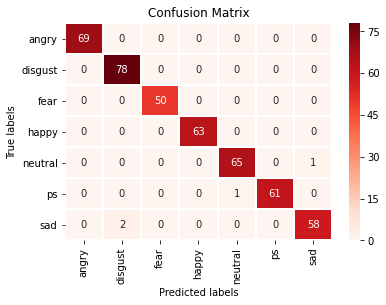 Confusion Matrix
True labels
angry 69 0 0 0 0 0 0
disgust 0 78 0 0 0 0 0
fear 0 0 50 0 0 0 0
happy 0 0 0 63 0 0 0
neutral 0 0 0 0 65 0 1
ps 0 0 0 0 1 61 0
sad 0 2 0 0 0 0 58
angry disgust fear happy neutral ps sad
Predicted labels
75
60
45
30
15
0